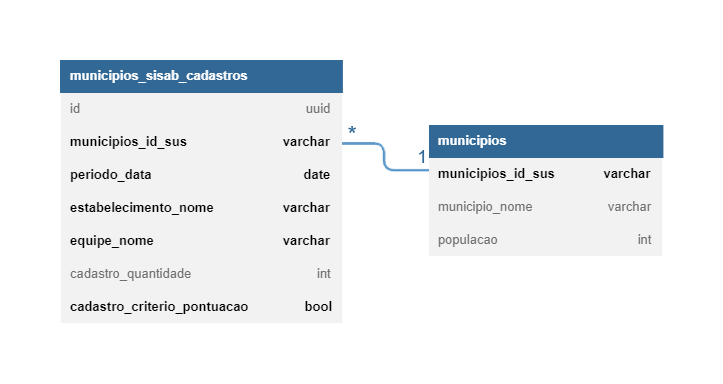 municipios_sisab_cadastros
id uuid
municipios_id_sus varchar
periodo_data date
estabelecimento_nome varchar
equipe_nome varchar
cadastro_quantidade int
cadastro_criterio_pontuacao bool
*
1
municipios
municipios_id_sus varchar
municipio_nome varchar
populacao int